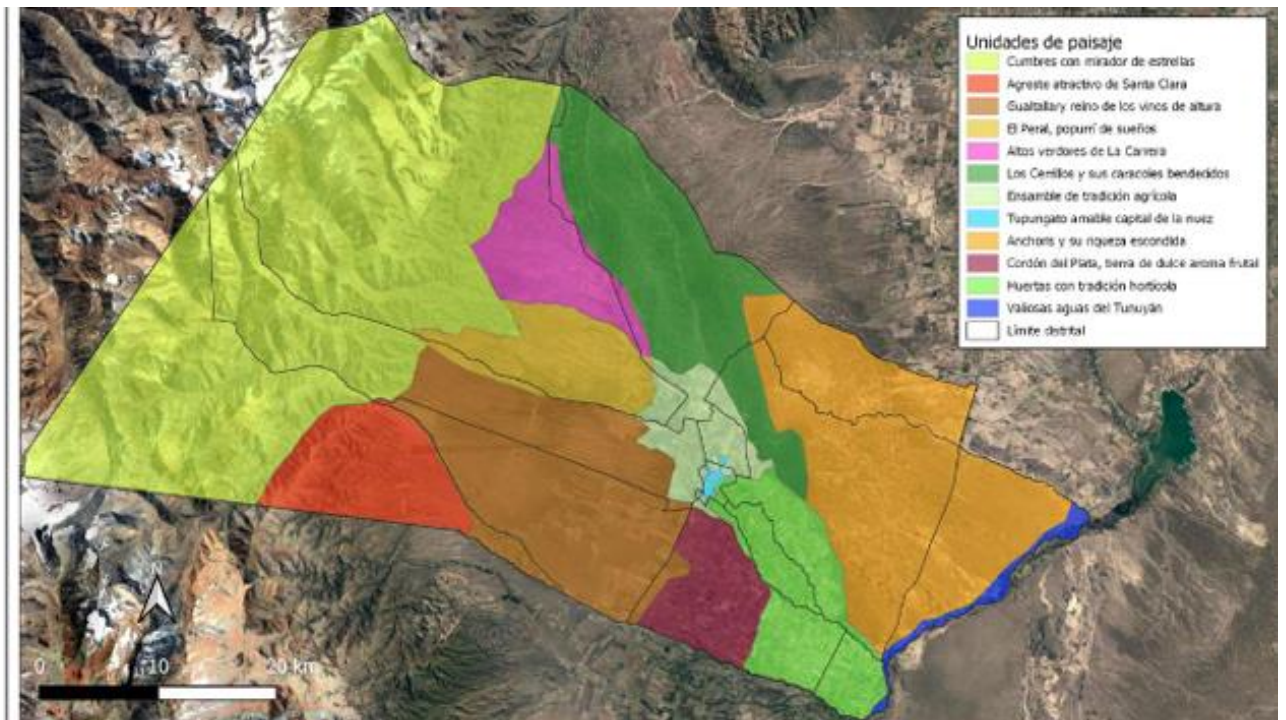 Unidades de paisaje
Cumbres con mirador de estrellas
Agreste atractivo de Santa Clara
Gualtallary reino de los vinos de altura
El Peral, popurrí de sueños
Altos verdores de La Carrera
Los Cerrillos y sus caracoles bendecidos
Ensamble de tradición agrícola
Tupungato amable capital de la nuez
Anchoris y su riqueza escondida
Cordón del Plata, tierra de dulce aroma frutal
Huertas con tradición hortícola
Valiosas aguas del Tunuyán
Límite distrital
0 10 20 km